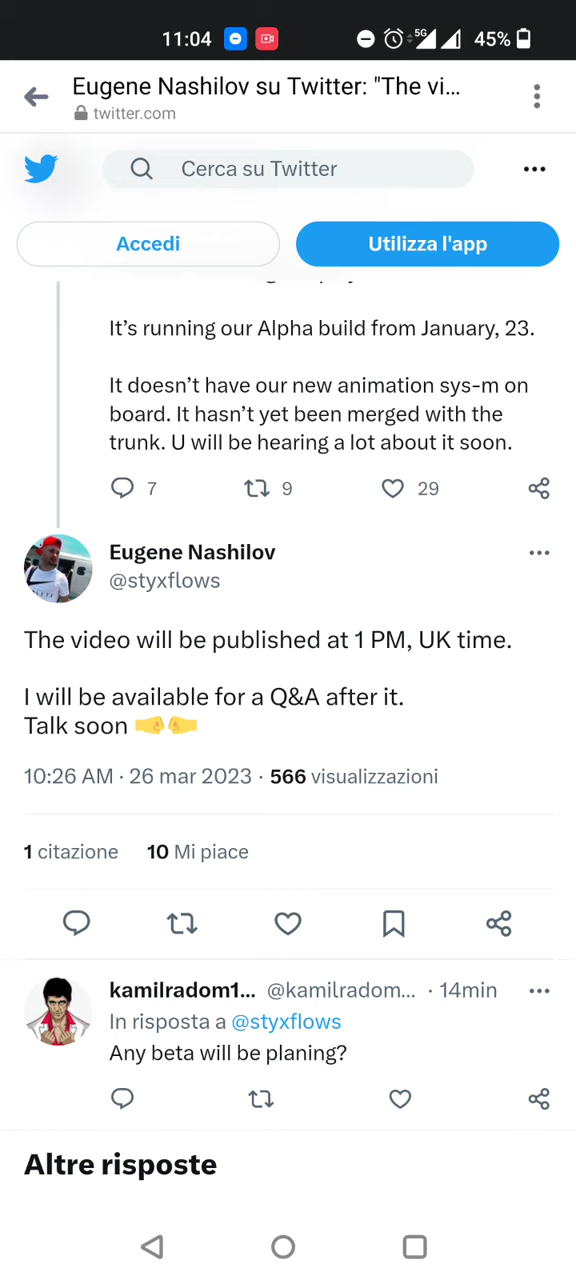 11:04
5G
45%
Eugene Nashilov su Twitter: "The vi...
twitter.com
Cerca su Twitter
Accedi
Utilizza l'app
It's running our Alpha build from January, 23.
It doesn't have our new animation sys-m on
board. It hasn't yet been merged with the
trunk. U will be hearing a lot about it soon.
7
9
29
Eugene Nashilov
@styxflows
The video will be published at 1 PM, UK time.
I will be available for a Q&A after it.
Talk soon 🤜🤛
10:26 AM · 26 mar 2023 · 566 visualizzazioni
1 citazione 10 Mi piace
kamilradom1... @kamilradom... · 14min
In risposta a @styxflows
Any beta will be planing?
Altre risposte